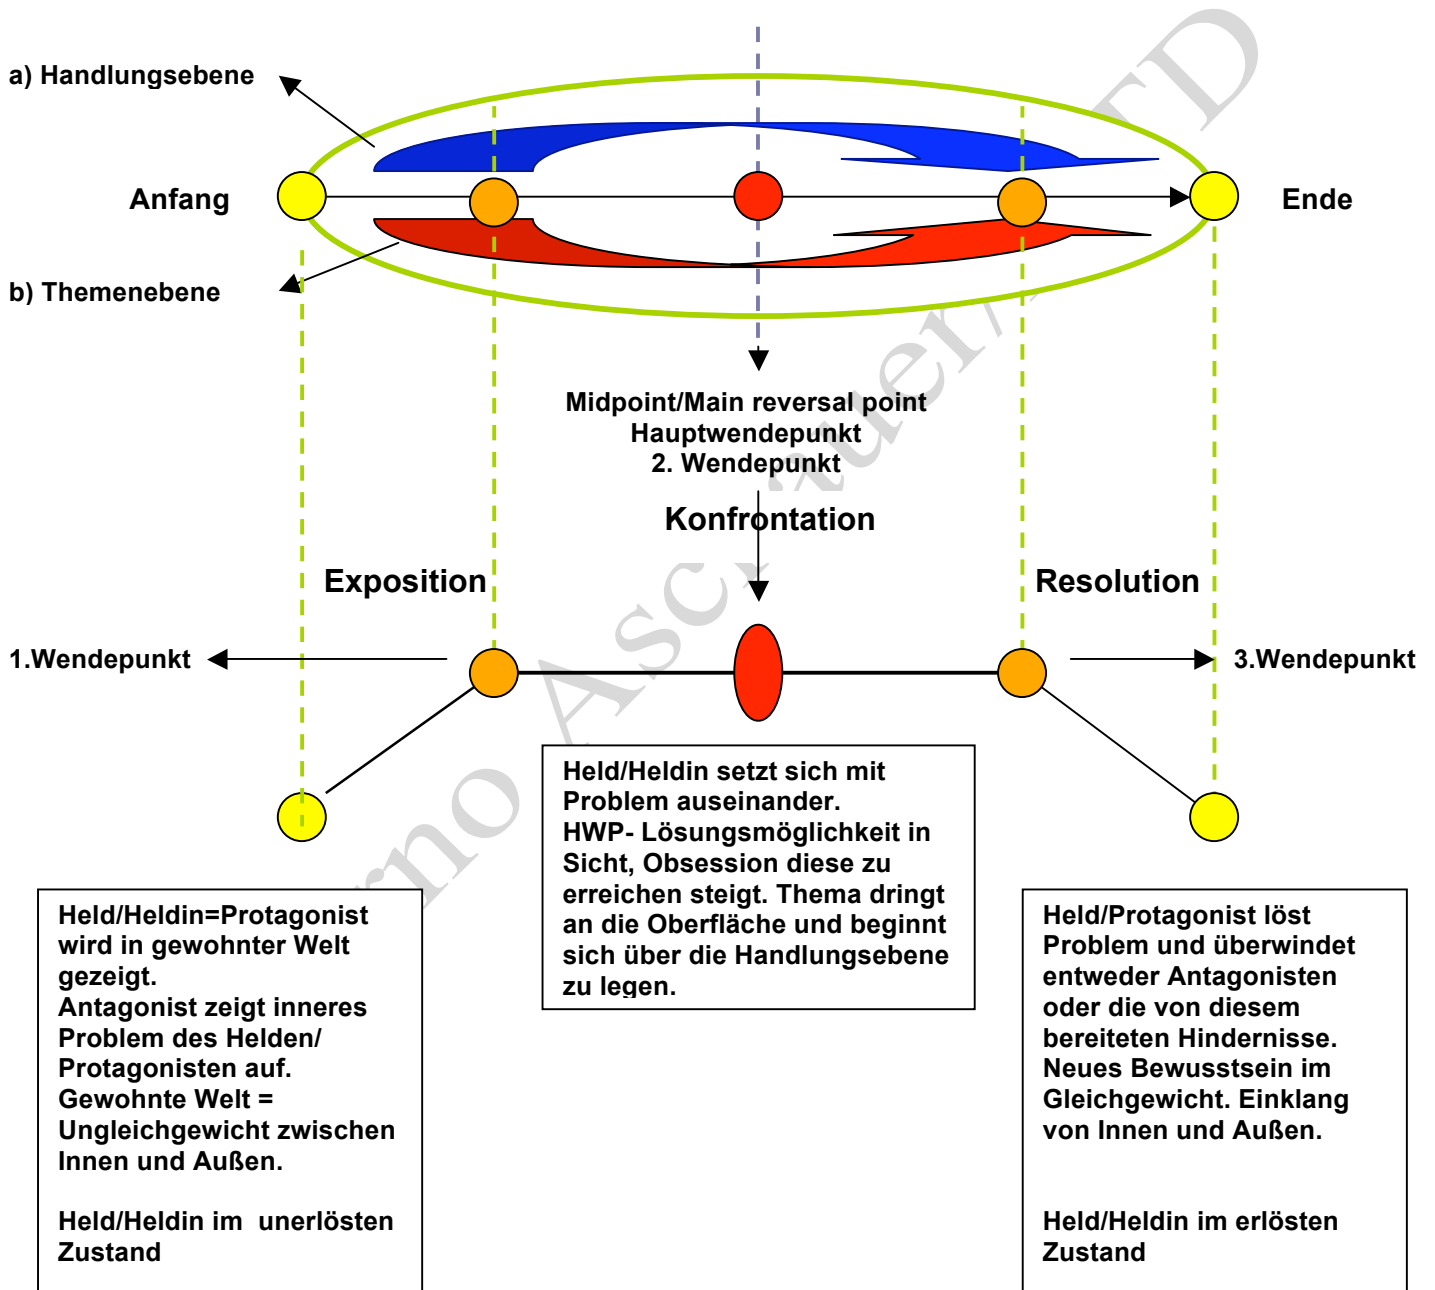 a) Handlungsebene
Anfang
Ende
b) Themenebene
Midpoint/Main reversal point
Hauptwendepunkt
2. Wendepunkt
Konfrontation
Exposition
Resolution
1.Wendepunkt
3.Wendepunkt
Held/Heldin setzt sich mit
Problem auseinander.
HWP- Lösungsmöglichkeit in
Sicht, Obsession diese zu
erreichen steigt. Thema dringt
an die Oberfläche und beginnt
sich über die Handlungsebene
zu legen.
Held/Heldin=Protagonist
wird in gewohnter Welt
gezeigt.
Antagonist zeigt inneres
Problem des Helden/
Protagonisten auf.
Gewohnte Welt =
Ungleichgewicht zwischen
Innen und Außen.
Held/Heldin im  unerlösten
Zustand
Held/Protagonist löst
Problem und überwindet
entweder Antagonisten
oder die von diesem
bereiteten Hindernisse.
Neues Bewusstsein im
Gleichgewicht. Einklang
von Innen und Außen.
Held/Heldin im erlösten
Zustand